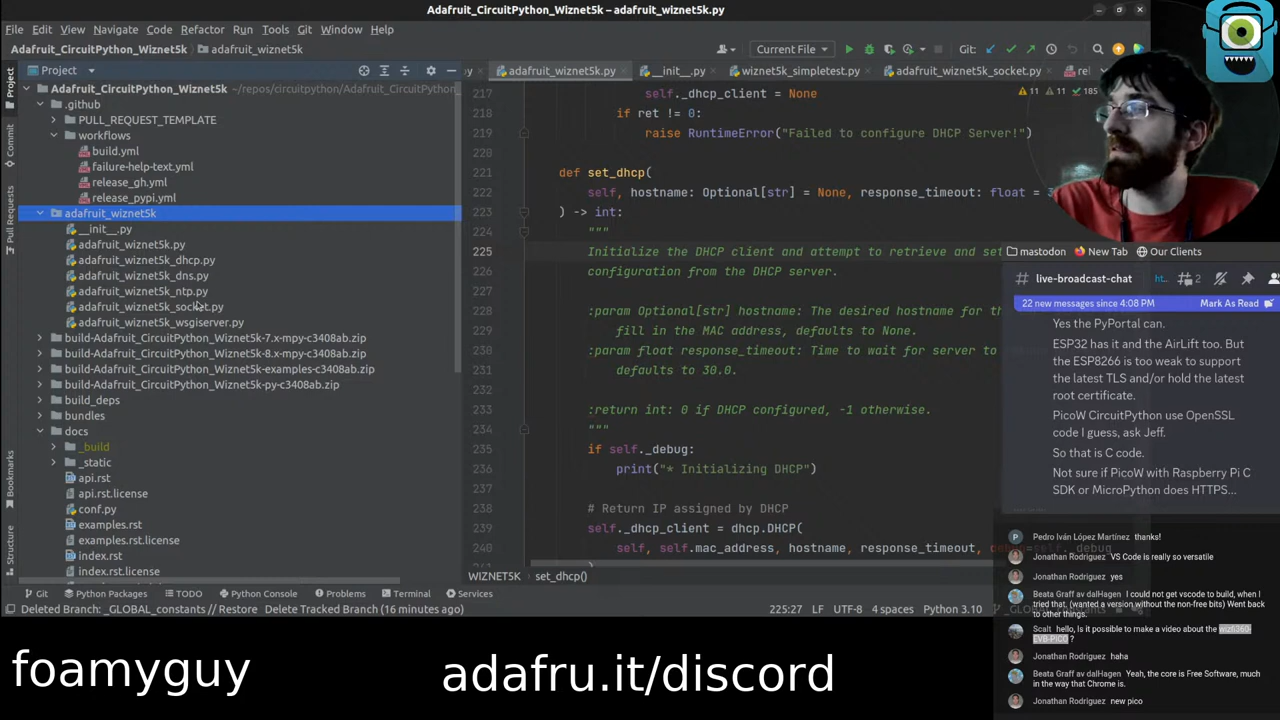 Adafruit_CircuitPython_Wiznet5k – adafruit_wiznet5k.py
File Edit View Navigate Code Refactor Run Tools Git Window Help
Adafruit_CircuitPython_Wiznet5k adafruit_wiznet5k Current File Git:
Project
adafruit_wiznet5k.py __init__.py wiznet5k_simpletest.py adafruit_wiznet5k_socket.py
Adafruit_CircuitPython_Wiznet5k ~/repos/circuitpython/Adafruit_CircuitPython
.github
PULL_REQUEST_TEMPLATE
workflows
build.yml
failure-help-text.yml
release_gh.yml
release_pypi.yml
adafruit_wiznet5k
__init__.py
adafruit_wiznet5k.py
adafruit_wiznet5k_dhcp.py
adafruit_wiznet5k_dns.py
adafruit_wiznet5k_ntp.py
adafruit_wiznet5k_socket.py
adafruit_wiznet5k_wsgiserver.py
build-Adafruit_CircuitPython_Wiznet5k-7.x-mpy-c3408ab.zip
build-Adafruit_CircuitPython_Wiznet5k-8.x-mpy-c3408ab.zip
build-Adafruit_CircuitPython_Wiznet5k-examples-c3408ab.zip
build-Adafruit_CircuitPython_Wiznet5k-py-c3408ab.zip
build_deps
bundles
docs
_build
_static
api.rst
api.rst.license
conf.py
examples.rst
examples.rst.license
index.rst
index.rst.license
Project
Commit
Pull Requests
Bookmarks
Structure
11 11 185
217 self._dhcp_client = None
218 if ret != 0:
219 raise RuntimeError("Failed to configure DHCP Server!")
220
221 def set_dhcp(
222 self, hostname: Optional[str] = None, response_timeout: float = 3
223 ) -> int:
224 """
225 Initialize the DHCP client and attempt to retrieve and set
226 configuration from the DHCP server.
227
228 :param Optional[str] hostname: The desired hostname for
229 fill in the MAC address, defaults to None.
230 :param float response_timeout: Time to wait for server to
231 defaults to 30.0.
232
233 :return int: 0 if DHCP configured, -1 otherwise.
234 """
235 if self._debug:
236 print("* Initializing DHCP")
237
238 # Return IP assigned by DHCP
239 self._dhcp_client = dhcp.DHCP(
240 self, self.mac_address, hostname, response_timeout, debug=self._debug
WIZNET5K set_dhcp()
Git Python Packages TODO Python Console Problems Terminal Services
Deleted Branch: _GLOBAL_constants // Restore Delete Tracked Branch (16 minutes ago) 225:27 LF UTF-8 4 spaces Python 3.10
mastodon New Tab Our Clients
# live-broadcast-chat ht.. 2
22 new messages since 4:08 PM Mark As Read
Yes the PyPortal can.
ESP32 has it and the AirLift too. But
the ESP8266 is too weak to support
the latest TLS and/or hold the latest
root certificate.
PicoW CircuitPython use OpenSSL
code I guess, ask Jeff.
So that is C code.
Not sure if PicoW with Raspberry Pi C
SDK or MicroPython does HTTPS...
P Pedro Iván López Martínez thanks!
Jonathan Rodriguez VS Code is really so versatile
Jonathan Rodriguez yes
Beata Graff av dalHagen I could not get vscode to build, when I
tried that, (wanted a version without the non-free bits) Went back
to other things.
Scalt hello, Is it possible to make a video about the wizfi360-
EVB-PICO ?
Jonathan Rodriguez haha
Beata Graff av dalHagen Yeah, the core is Free Software, much
in the way that Chrome is.
Jonathan Rodriguez new pico
foamyguy adafru.it/discord